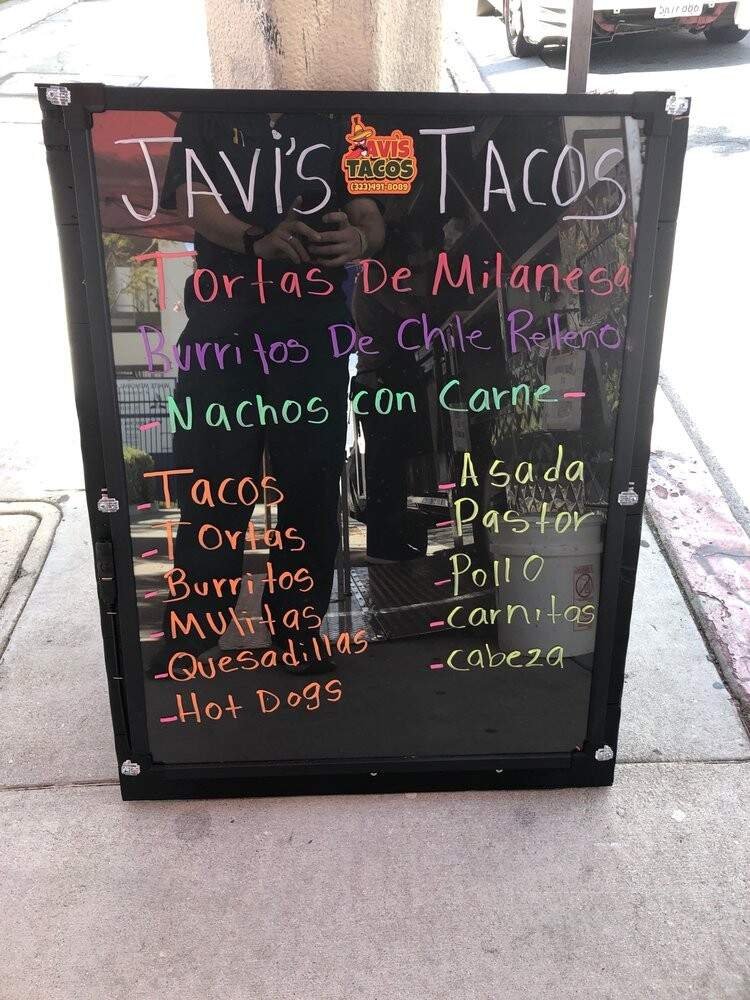 JAVi'S TACOS
JAVIS
TACOS
(323)491-8089
Tortas De Milanesa
Burritos De Chile Relleno
-Nachos con Carne-
-Tacos
-Tortas
-Burritos
-MULitas
-Quesadillas
-Hot Dogs
-Asada
-Pastor
-Pollo
-carnitas
-cabeza